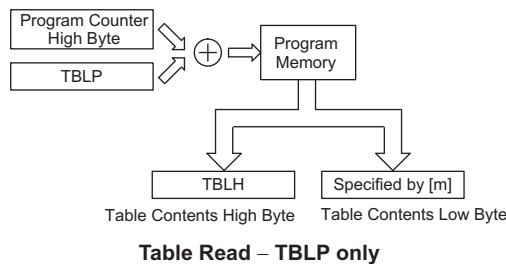 Program Counter
High Byte
TBLP
Program
Memory
TBLH
Specified by [m]
Table Contents High Byte
Table Contents Low Byte
Table Read – TBLP only